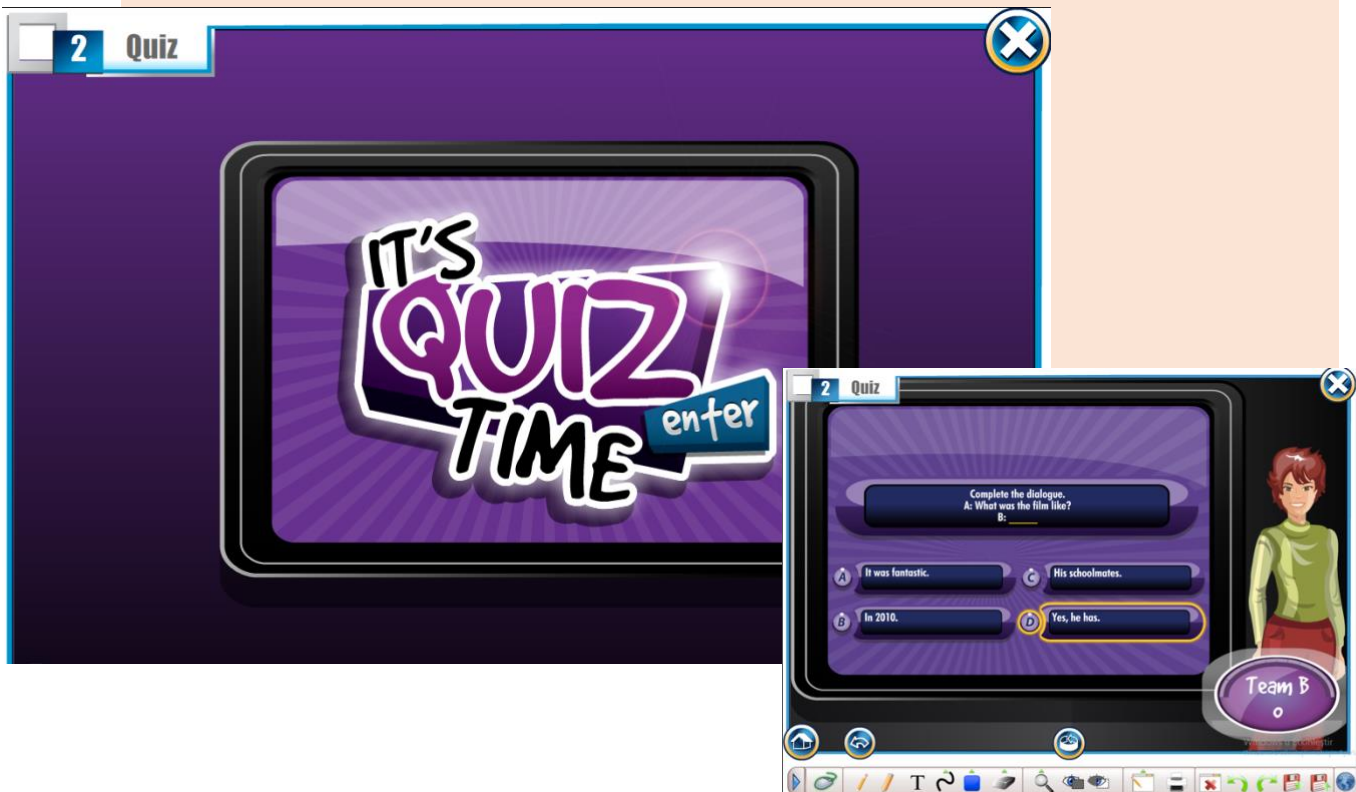 2 Quiz
IT'S
QUIZ
TIME
enter
2 Quiz
Complete the dialogue.
A: What was the film like?
B: _____
A It was fantastic.
C His schoolmates.
B In 2010.
D Yes, he has.
Team B
0
T